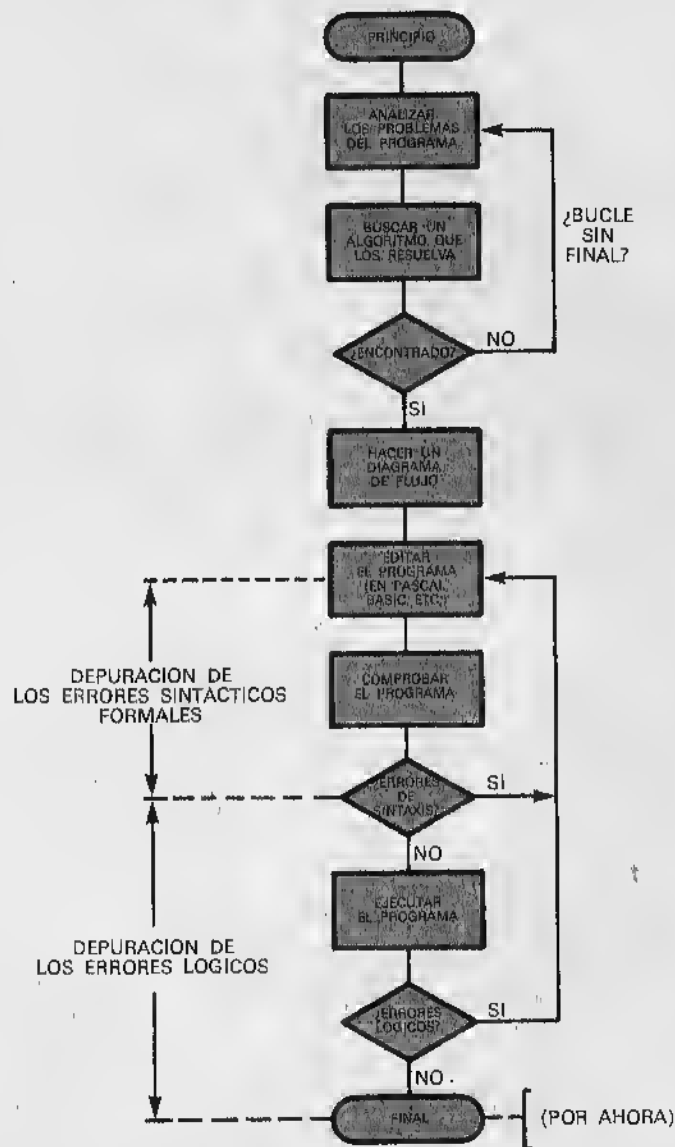 PRINCIPIO
ANALIZAR
LOS PROBLEMAS
DEL PROGRAMA
BUSCAR UN
ALGORITMO QUE
LOS RESUELVA
¿BUCLE
SIN
FINAL?
¿ENCONTRADO?
NO
SI
HACER UN
DIAGRAMA
DE FLUJO
EDITAR
EL PROGRAMA
(EN PASCAL,
BASIC, ETC.)
DEPURACION DE
LOS ERRORES SINTACTICOS
FORMALES
COMPROBAR
EL PROGRAMA
¿ERRORES
DE
SINTAXIS?
SI
NO
EJECUTAR
EL PROGRAMA
DEPURACION DE
LOS ERRORES LOGICOS
¿ERRORES
LOGICOS?
SI
NO
FINAL
(POR AHORA)